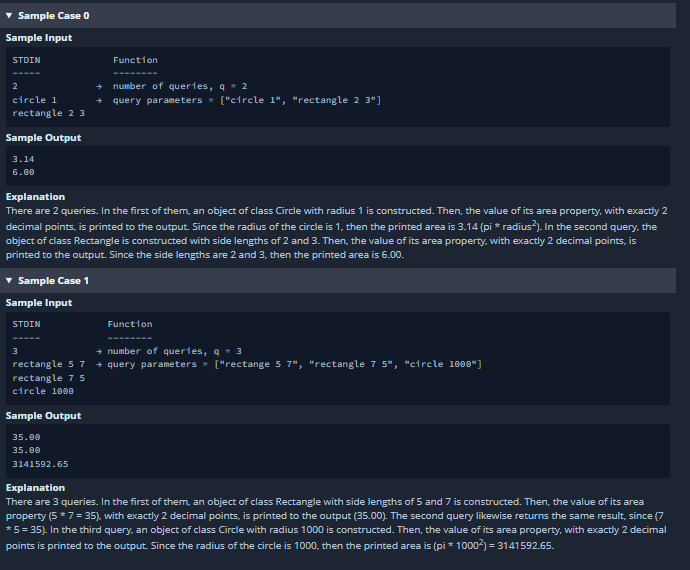 ▼ Sample Case 0
Sample Input
STDIN Function
----- --------
2 → number of queries, q = 2
circle 1 → query parameters = ["circle 1", "rectangle 2 3"]
rectangle 2 3
Sample Output
3.14
6.00
Explanation
There are 2 queries. In the first of them, an object of class Circle with radius 1 is constructed. Then, the value of its area property, with exactly 2
decimal points, is printed to the output. Since the radius of the circle is 1, then the printed area is 3.14 (pi * radius²). In the second query, the
object of class Rectangle is constructed with side lengths of 2 and 3. Then, the value of its area property, with exactly 2 decimal points, is
printed to the output. Since the side lengths are 2 and 3, then the printed area is 6.00.
▼ Sample Case 1
Sample Input
STDIN Function
----- --------
3 → number of queries, q = 3
rectangle 5 7 → query parameters = ["rectange 5 7", "rectangle 7 5", "circle 1000"]
rectangle 7 5
circle 1000
Sample Output
35.00
35.00
3141592.65
Explanation
There are 3 queries. In the first of them, an object of class Rectangle with side lengths of 5 and 7 is constructed. Then, the value of its area
property (5 * 7 = 35), with exactly 2 decimal points, is printed to the output (35.00). The second query likewise returns the same result, since (7
* 5 = 35). In the third query, an object of class Circle with radius 1000 is constructed. Then, the value of its area property, with exactly 2 decimal
points is printed to the output. Since the radius of the circle is 1000, then the printed area is (pi * 1000²) = 3141592.65.